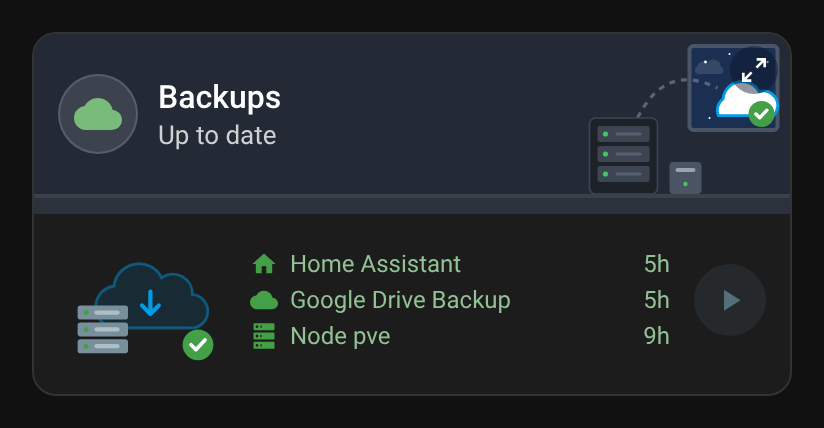 Backups
Up to date
Home Assistant 5h
Google Drive Backup 5h
Node pve 9h